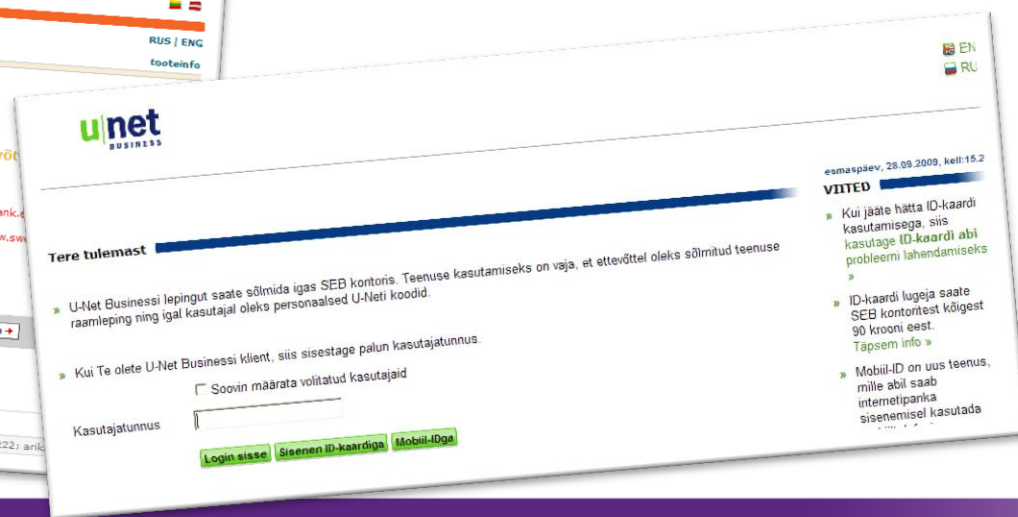 RUS | ENG
tooteinfo
EN
RU
u|net
BUSINESS
esmaspäev, 28.09.2009, kell:15.2
VIITED
» Kui jääte hätta ID-kaardi
kasutamisega, siis
kasutage ID-kaardi abi
probleemi lahendamiseks
»
» ID-kaardi lugeja saate
SEB kontoritest kõigest
90 krooni eest.
Täpsem info »
» Mobiil-ID on uus teenus,
mille abil saab
internetipanka
sisenemisel kasutada
Tere tulemast
» U-Net Businessi lepingut saate sõlmida igas SEB kontoris. Teenuse kasutamiseks on vaja, et ettevõttel oleks sõlmitud teenuse
raamleping ning igal kasutajal oleks personaalsed U-Neti koodid.
» Kui Te olete U-Net Businessi klient, siis sisestage palun kasutajatunnus.
Soovin määrata volitatud kasutajaid
Kasutajatunnus
Login sisse Sisenen ID-kaardiga Mobiil-IDga